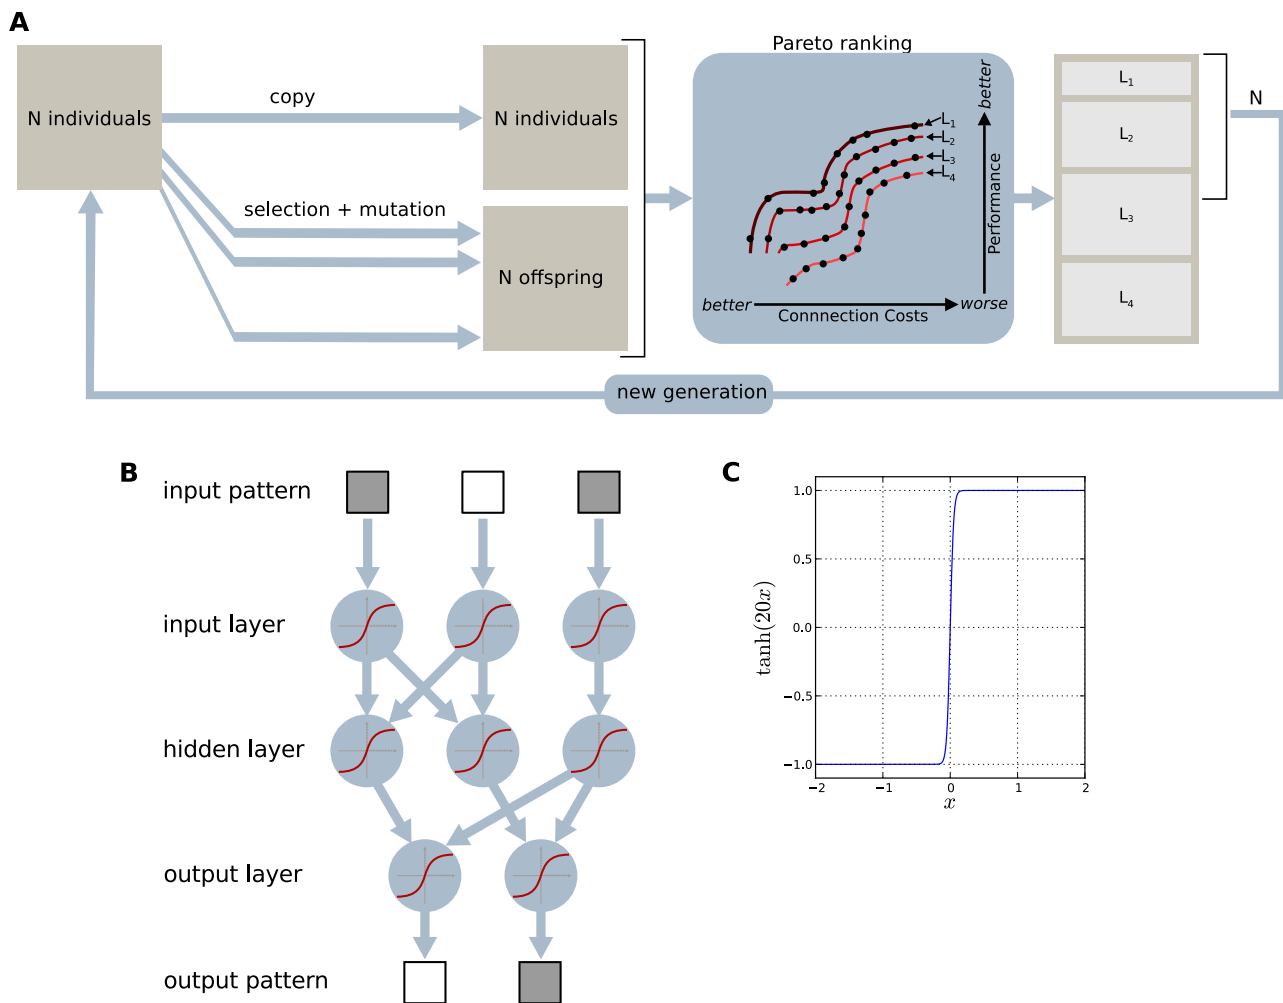 A
N individuals
copy
selection + mutation
N individuals
N offspring
Pareto ranking
L1
L2
L3
L4
better
Performance
better
worse
Connnection Costs
L1
L2
L3
L4
N
new generation
B
input pattern
input layer
hidden layer
output layer
output pattern
C
tanh(20x)
1.0
0.5
0.0
−0.5
−1.0
−2
−1
0
1
2
x